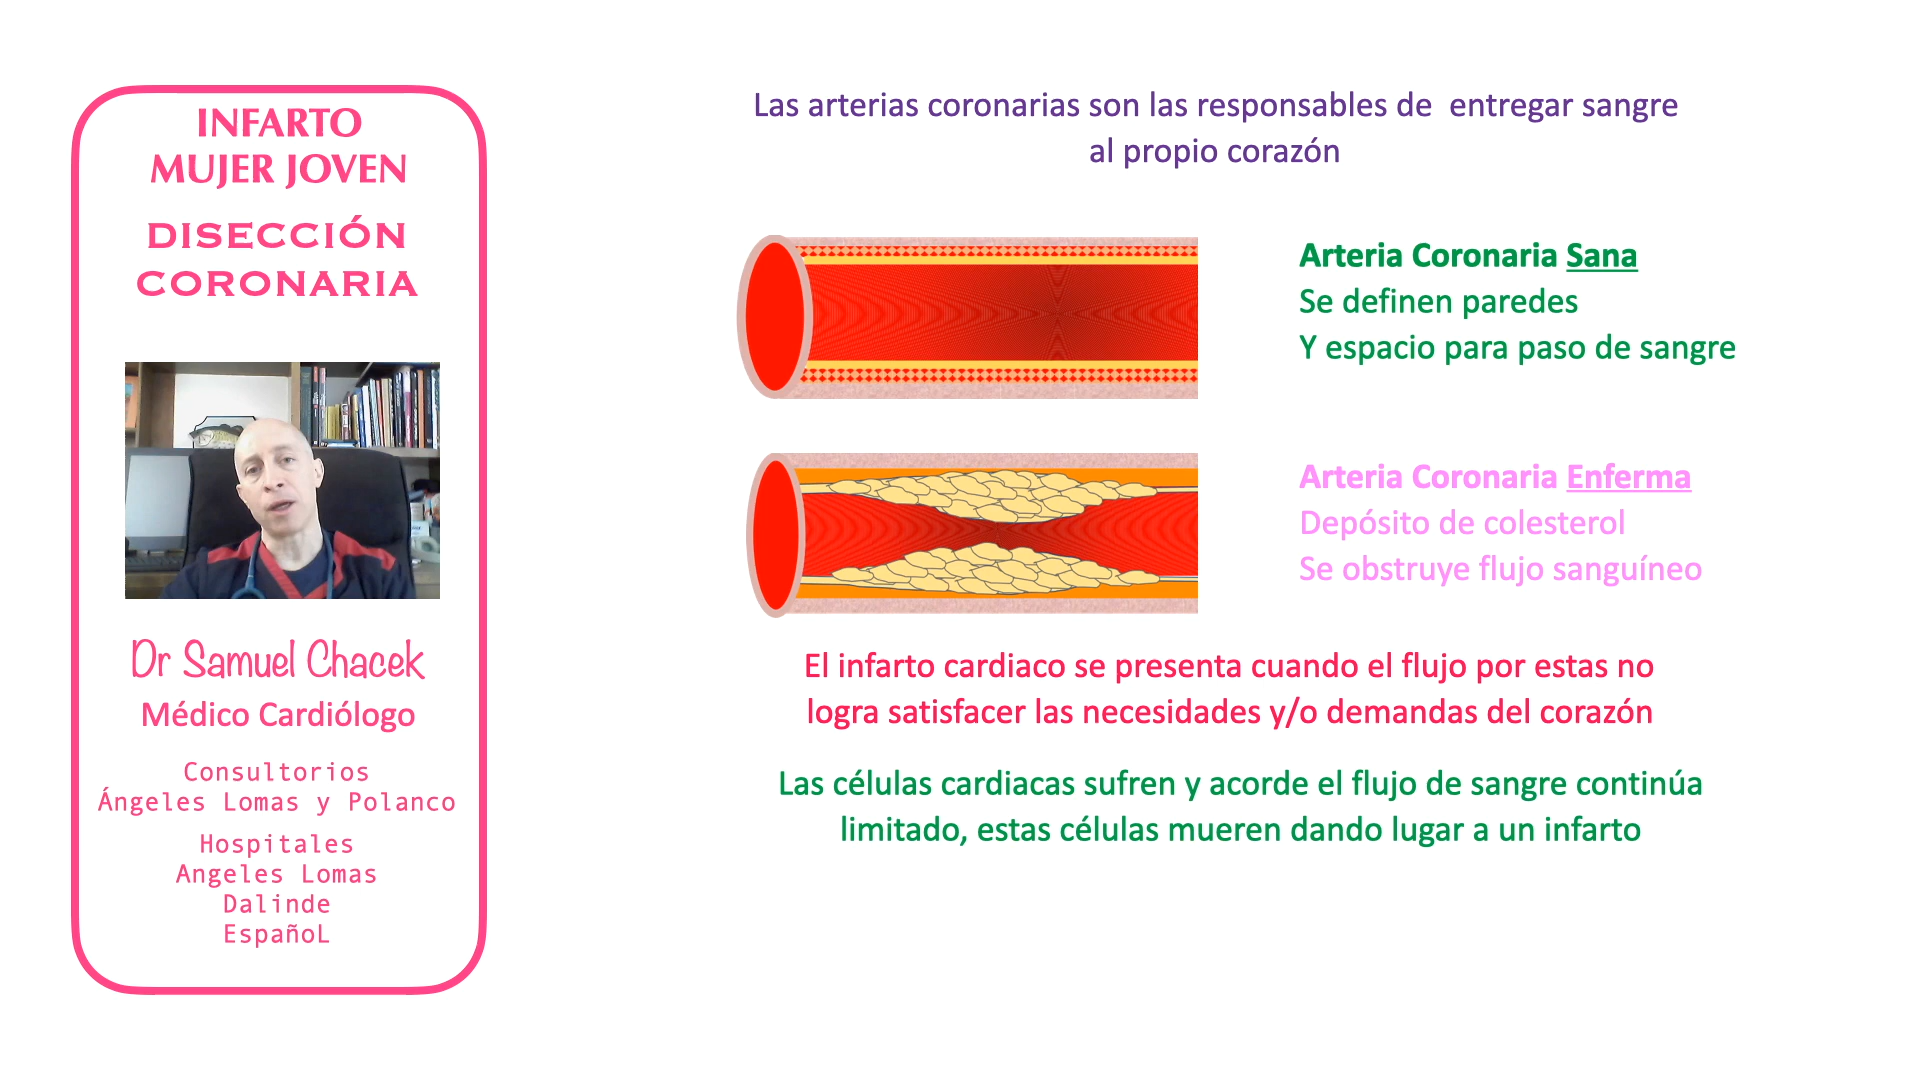 INFARTO
MUJER JOVEN
DISECCIÓN
CORONARIA
Dr Samuel Chacek
Médico Cardiólogo
Consultorios
Ángeles Lomas y Polanco
Hospitales
Angeles Lomas
Dalinde
EspañoL
Las arterias coronarias son las responsables de  entregar sangre
al propio corazón
Arteria Coronaria Sana
Se definen paredes
Y espacio para paso de sangre
Arteria Coronaria Enferma
Depósito de colesterol
Se obstruye flujo sanguíneo
El infarto cardiaco se presenta cuando el flujo por estas no
logra satisfacer las necesidades y/o demandas del corazón
Las células cardiacas sufren y acorde el flujo de sangre continúa
limitado, estas células mueren dando lugar a un infarto